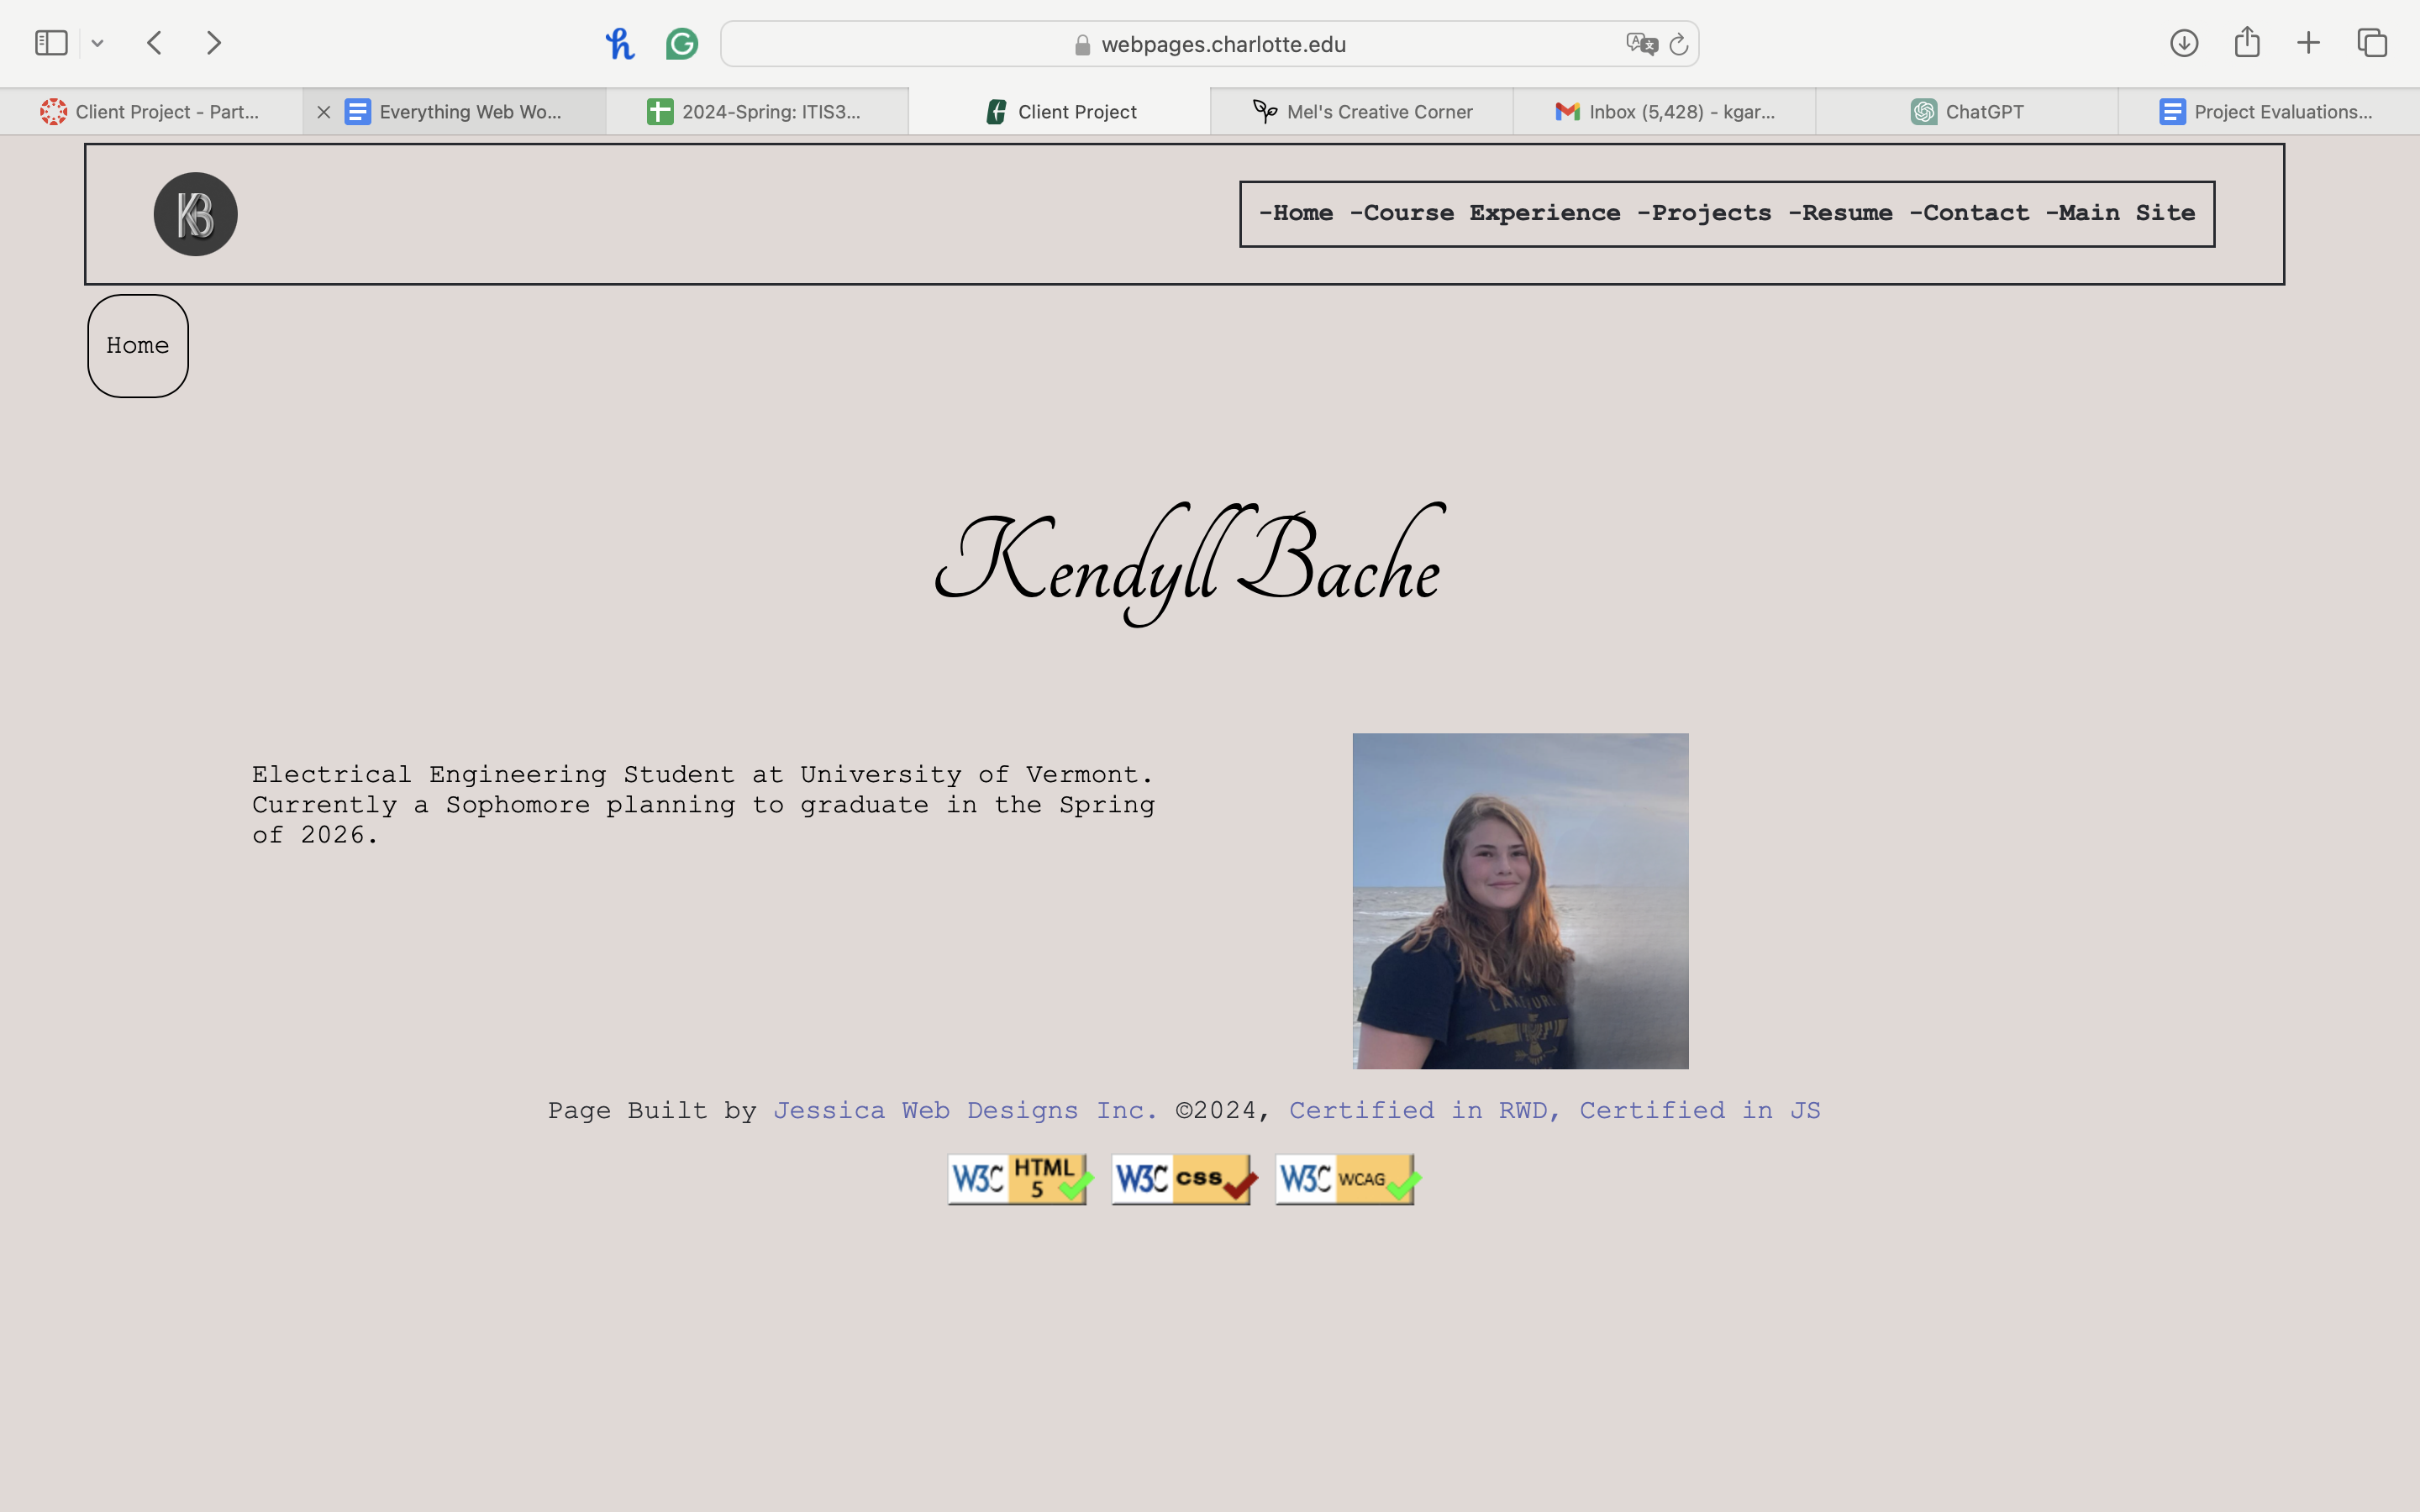 webpages.charlotte.edu
Client Project - Part...
Everything Web Wo...
2024-Spring: ITIS3...
Client Project
Mel's Creative Corner
Inbox (5,428) - kgar...
ChatGPT
Project Evaluations...
KB
-Home -Course Experience -Projects -Resume -Contact -Main Site
Home
Kendyll Bache
Electrical Engineering Student at University of Vermont.
Currently a Sophomore planning to graduate in the Spring
of 2026.
Page Built by Jessica Web Designs Inc. ©2024, Certified in RWD, Certified in JS
W3C HTML 5
W3C css
W3C WCAG